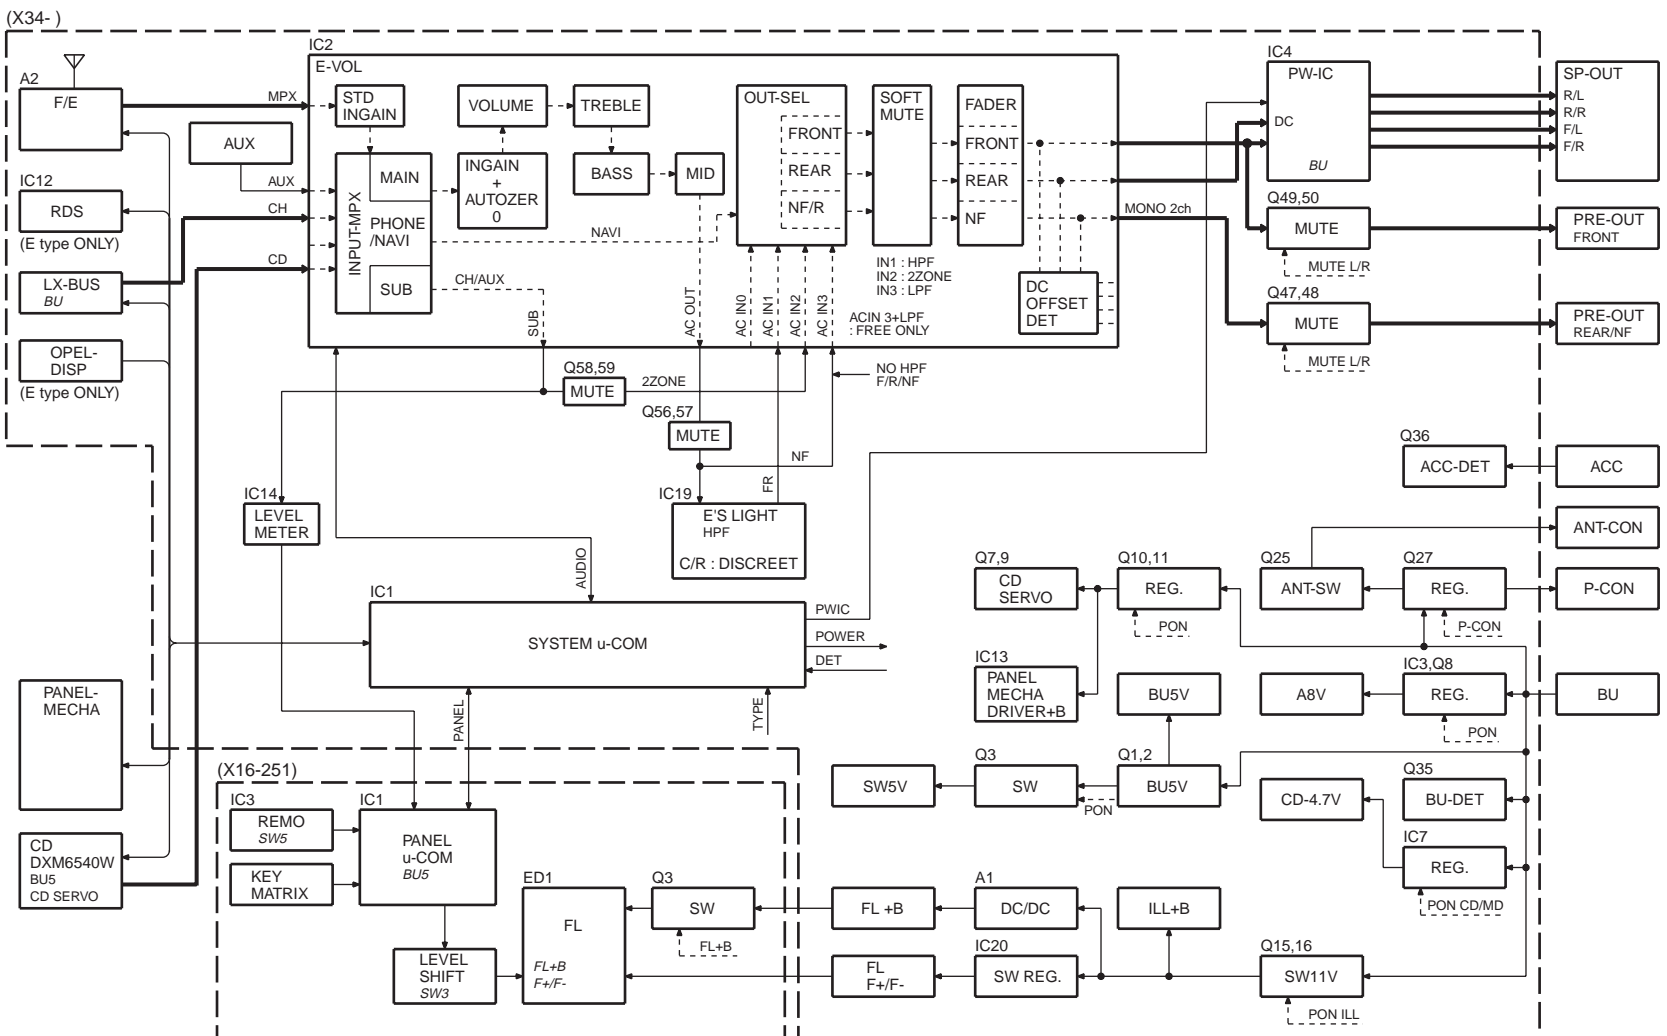 (X34- )
A2
F/E
MPX
AUX
AUX
IC12
RDS
(E type ONLY)
CH
LX-BUS
BU
CD
OPEL-
DISP
(E type ONLY)
IC2
E-VOL
STD
INGAIN
INPUT-MPX
MAIN
PHONE
/NAVI
SUB
VOLUME
INGAIN
+
AUTOZER
0
TREBLE
BASS
MID
NAVI
CH/AUX
SUB
AC OUT
OUT-SEL
FRONT
REAR
NF/R
AC IN0
AC IN1
AC IN2
AC IN3
SOFT
MUTE
IN1 : HPF
IN2 : 2ZONE
IN3 : LPF
ACIN 3+LPF
: FREE ONLY
FADER
FRONT
REAR
NF
DC
OFFSET
DET
MONO 2ch
IC4
PW-IC
DC
BU
SP-OUT
R/L
R/R
F/L
F/R
Q49,50
MUTE
MUTE L/R
PRE-OUT
FRONT
Q47,48
MUTE
MUTE L/R
PRE-OUT
REAR/NF
Q58,59
MUTE
2ZONE
Q56,57
MUTE
NO HPF
F/R/NF
NF
FR
IC19
E'S LIGHT
HPF
C/R : DISCREET
IC14
LEVEL
METER
AUDIO
IC1
SYSTEM u-COM
PWIC
POWER
DET
PANEL
TYPE
Q36
ACC-DET
ACC
ANT-CON
Q7,9
CD
SERVO
Q10,11
REG.
PON
Q25
ANT-SW
Q27
REG.
P-CON
P-CON
IC13
PANEL
MECHA
DRIVER+B
BU5V
A8V
IC3,Q8
REG.
PON
BU
PANEL-
MECHA
SW5V
Q3
SW
PON
Q1,2
BU5V
CD-4.7V
Q35
BU-DET
IC7
REG.
PON CD/MD
CD
DXM6540W
BU5
CD SERVO
(X16-251)
IC3
REMO
SW5
KEY
MATRIX
IC1
PANEL
u-COM
BU5
LEVEL
SHIFT
SW3
ED1
FL
FL+B
F+/F-
Q3
SW
FL+B
FL +B
A1
DC/DC
ILL+B
FL
F+/F-
IC20
SW REG.
Q15,16
SW11V
PON ILL